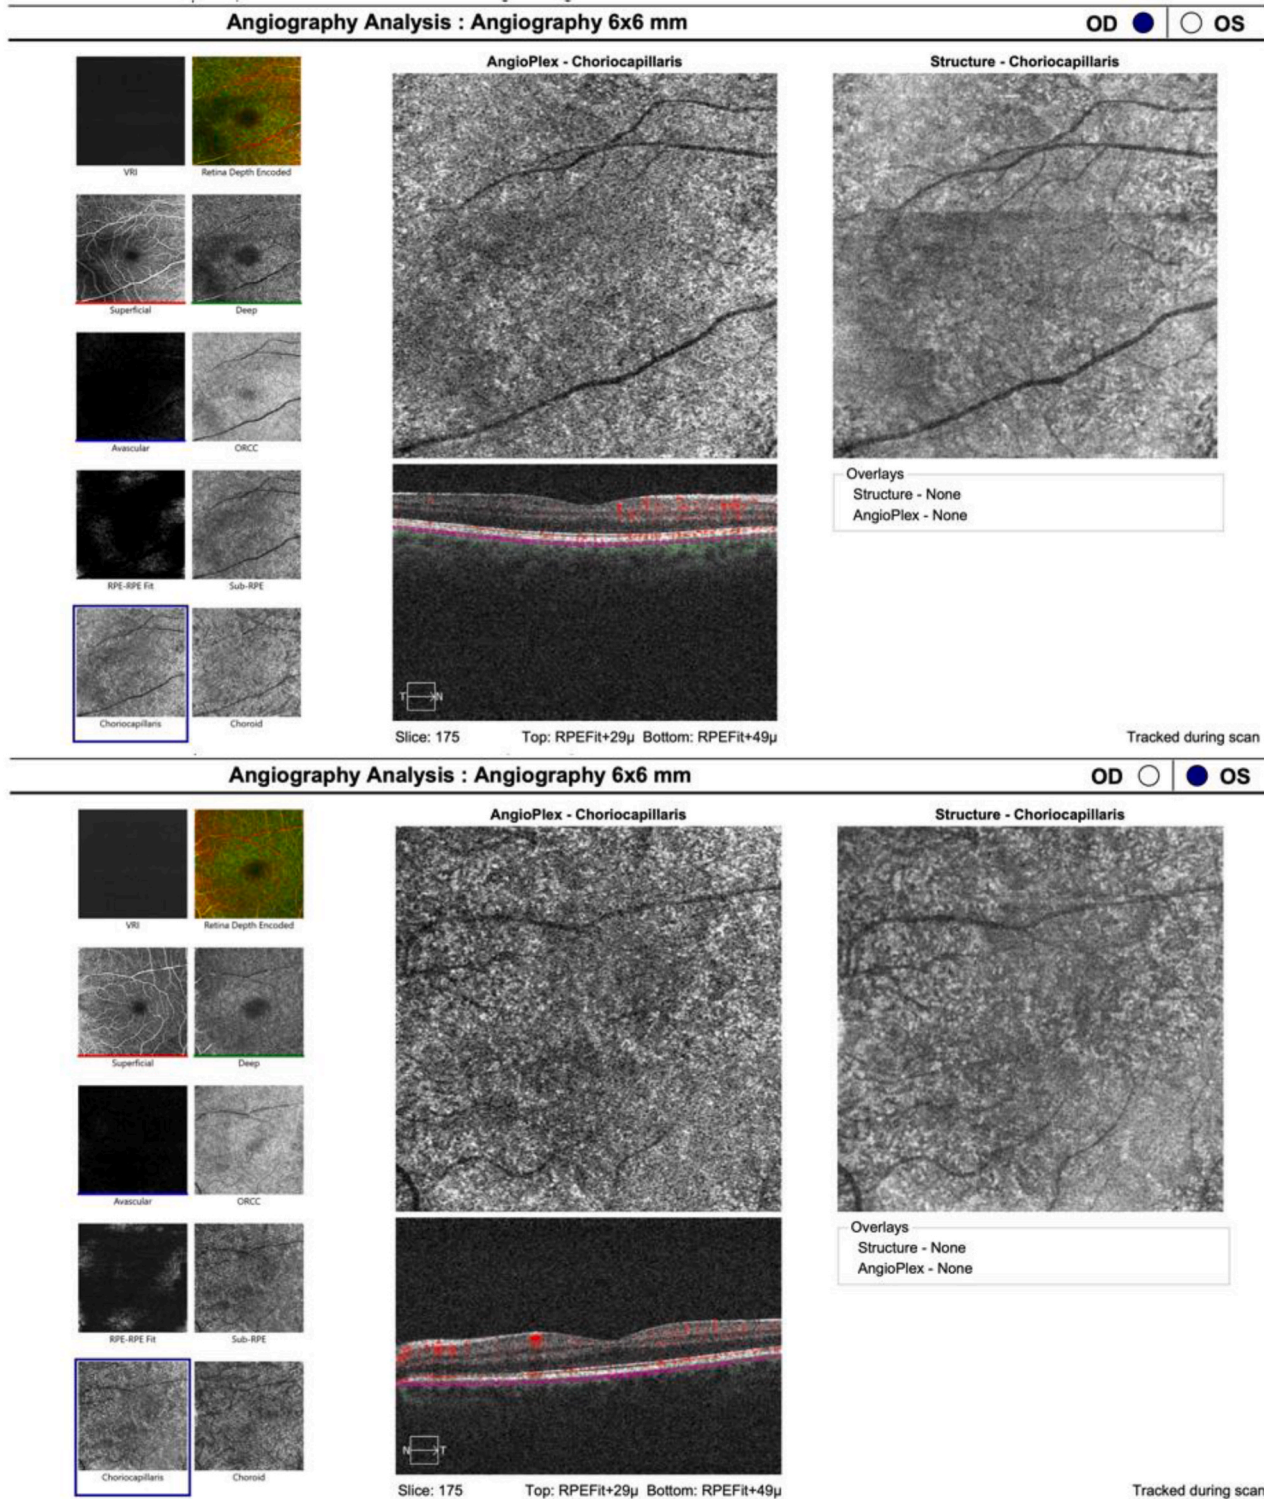 Angiography Analysis : Angiography 6x6 mm
OD OS
AngioPlex - Choriocapillaris
Structure - Choriocapillaris
VRI
Retina Depth Encoded
Superficial
Deep
Avascular
ORCC
RPE-RPE Fit
Sub-RPE
Choriocapillaris
Choroid
Overlays
Structure - None
AngioPlex - None
T N
Slice: 175
Top: RPEFit+29µ Bottom: RPEFit+49µ
Tracked during scan
Angiography Analysis : Angiography 6x6 mm
OD OS
AngioPlex - Choriocapillaris
Structure - Choriocapillaris
VRI
Retina Depth Encoded
Superficial
Deep
Avascular
ORCC
RPE-RPE Fit
Sub-RPE
Choriocapillaris
Choroid
Overlays
Structure - None
AngioPlex - None
N T
Slice: 175
Top: RPEFit+29µ Bottom: RPEFit+49µ
Tracked during scan